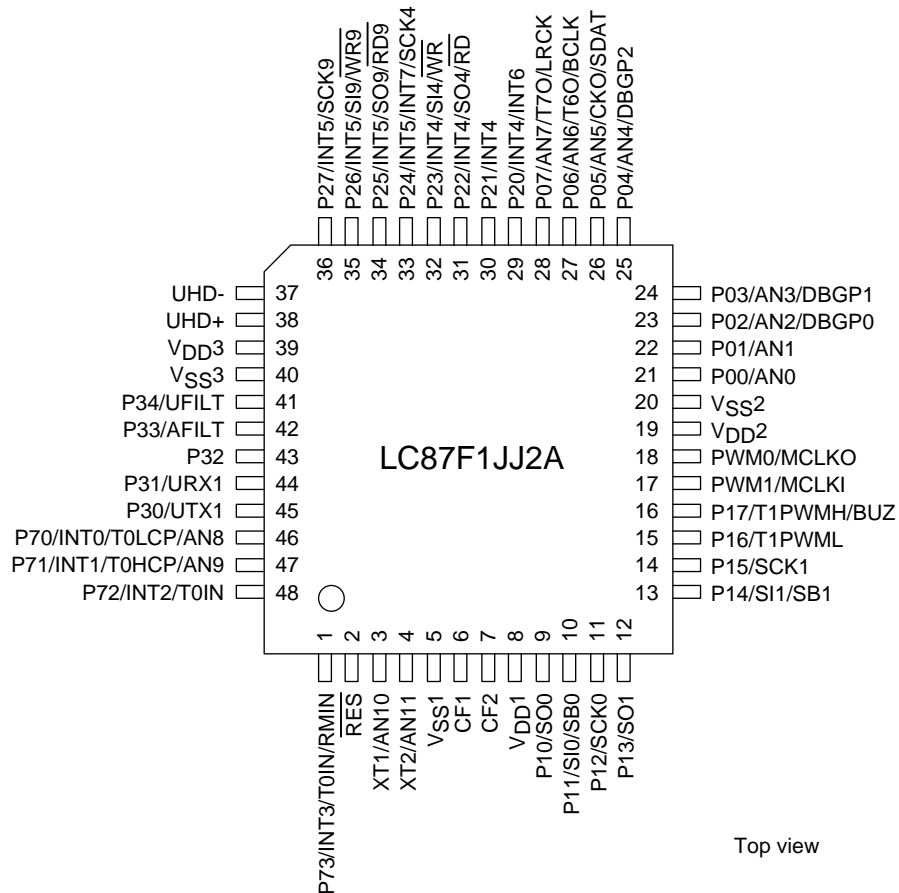 P27/INT5/SCK9
P26/INT5/SI9/WR9
P25/INT5/SO9/RD9
P24/INT5/INT7/SCK4
P23/INT4/SI4/WR
P22/INT4/SO4/RD
P21/INT4
P20/INT4/INT6
P07/AN7/T7O/LRCK
P06/AN6/T6O/BCLK
P05/AN5/CKO/SDAT
P04/AN4/DBGP2
36 35 34 33 32 31 30 29 28 27 26 25
UHD- 37
UHD+ 38
VDD3 39
VSS3 40
P34/UFILT 41
P33/AFILT 42
P32 43
P31/URX1 44
P30/UTX1 45
P70/INT0/T0LCP/AN8 46
P71/INT1/T0HCP/AN9 47
P72/INT2/T0IN 48
LC87F1JJ2A
24 P03/AN3/DBGP1
23 P02/AN2/DBGP0
22 P01/AN1
21 P00/AN0
20 VSS2
19 VDD2
18 PWM0/MCLKO
17 PWM1/MCLKI
16 P17/T1PWMH/BUZ
15 P16/T1PWML
14 P15/SCK1
13 P14/SI1/SB1
1 2 3 4 5 6 7 8 9 10 11 12
P73/INT3/T0IN/RMIN
RES
XT1/AN10
XT2/AN11
VSS1
CF1
CF2
VDD1
P10/SO0
P11/SI0/SB0
P12/SCK0
P13/SO1
Top view